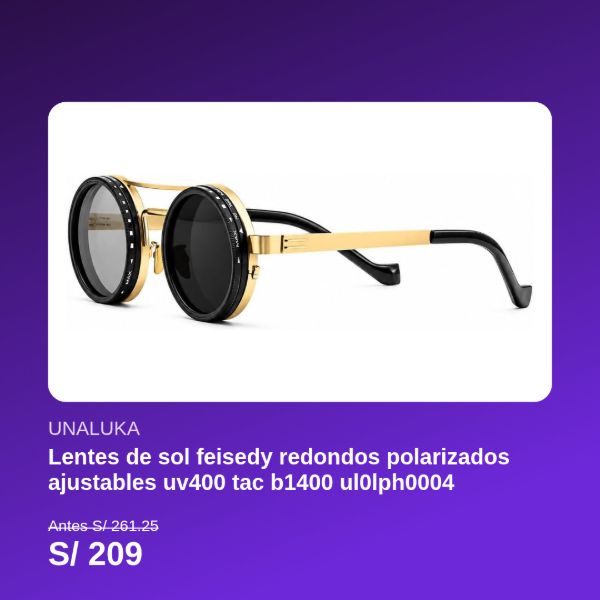 UNALUKA
Lentes de sol feisedy redondos polarizados
ajustables uv400 tac b1400 ul0lph0004
Antes S/ 261.25
S/ 209